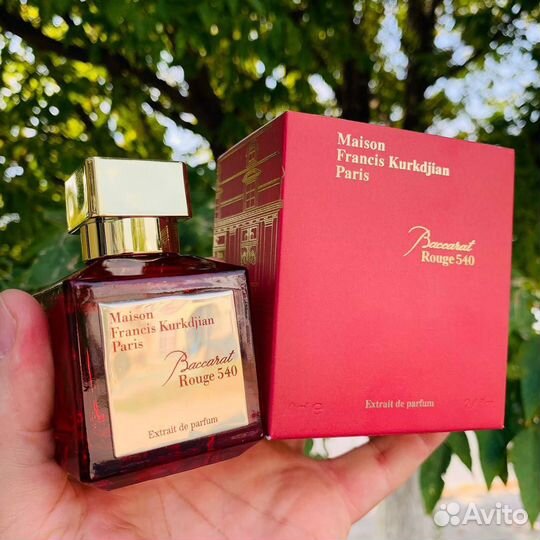 Maison
Francis Kurkdjian
Paris
Baccarat
Rouge 540
Extrait de parfum
Maison
Francis Kurkdjian
Paris
Baccarat
Rouge 540
Extrait de parfum
Avito